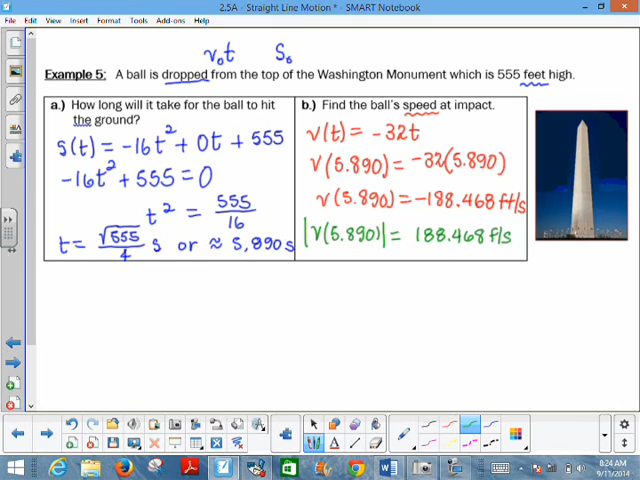 2.5A - Straight Line Motion * - SMART Notebook
File Edit View Insert Format Tools Add-ons Help
v₀t S₀
Example 5: A ball is dropped from the top of the Washington Monument which is 555 feet high.
a.) How long will it take for the ball to hit
the ground?
s(t) = -16t² + 0t + 555
-16t² + 555 = 0
t² = 555/16
t = √555/4 s or ≈ 5.890 s
b.) Find the ball's speed at impact.
v(t) = -32t
v(5.890) = -32(5.890)
v(5.890) = -188.468 ft/s
|v(5.890)| = 188.468 f/s
8:24 AM
9/11/2014